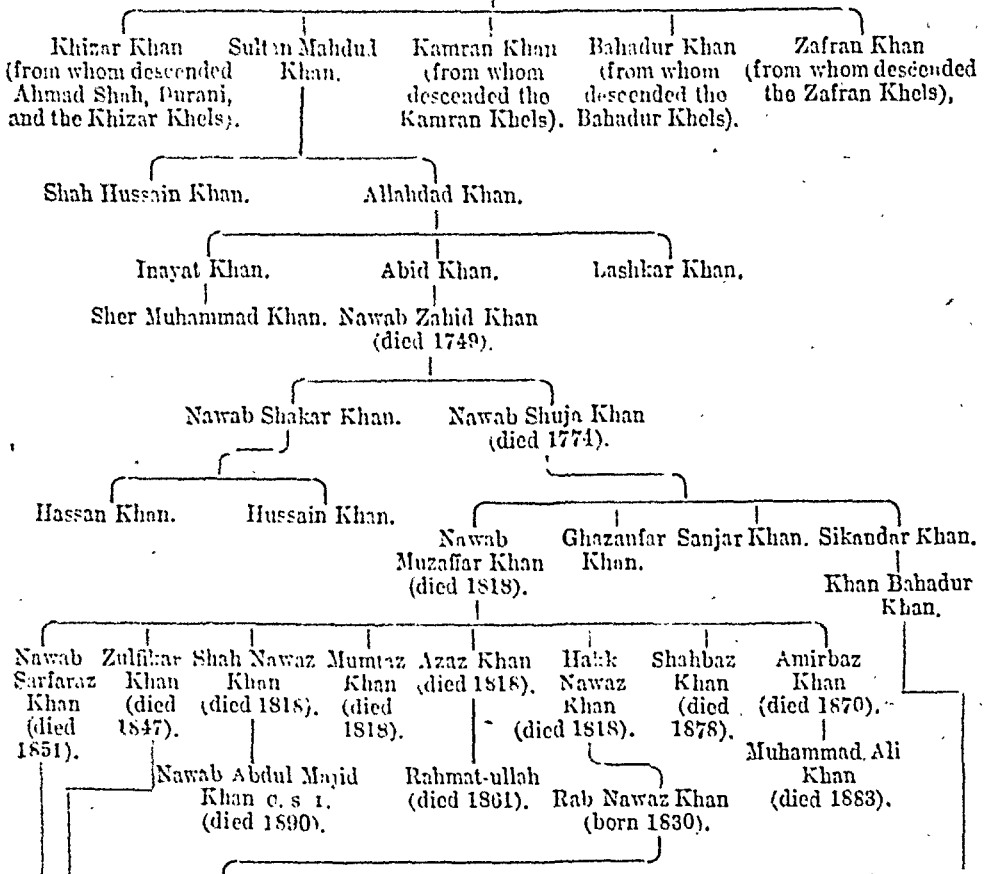 Khizar Khan
(from whom descended
Ahmad Shah, Durani,
and the Khizar Khels).
Sultan Mahdud
Khan.
Kamran Khan
(from whom
descended the
Kamran Khels).
Bahadur Khan
(from whom
descended the
Bahadur Khels).
Zafran Khan
(from whom descended
the Zafran Khels),
Shah Hussain Khan.
Allahdad Khan.
Inayat Khan.
Abid Khan.
Lashkar Khan.
Sher Muhammad Khan.
Nawab Zahid Khan
(died 1749).
Nawab Shakar Khan.
Nawab Shuja Khan
(died 1774).
Hassan Khan.
Hussain Khan.
Nawab
Muzaffar Khan
(died 1818).
Ghazanfar
Khan.
Sanjar Khan.
Sikandar Khan.
Khan Bahadur
Khan.
Nawab
Sarfaraz
Khan
(died
1851).
Zulfikar
Khan
(died
1847).
Shah Nawaz
Khan
(died 1818).
Mumtaz
Khan
(died
1818).
Azaz Khan
(died 1818).
Hakk
Nawaz
Khan
(died 1818).
Shahbaz
Khan
(died
1878).
Amirbaz
Khan
(died 1870).
Nawab Abdul Majid
Khan C. S. I.
(died 1890).
Rahmat-ullah
(died 1861).
Rab Nawaz Khan
(born 1830).
Muhammad Ali
Khan
(died 1883).